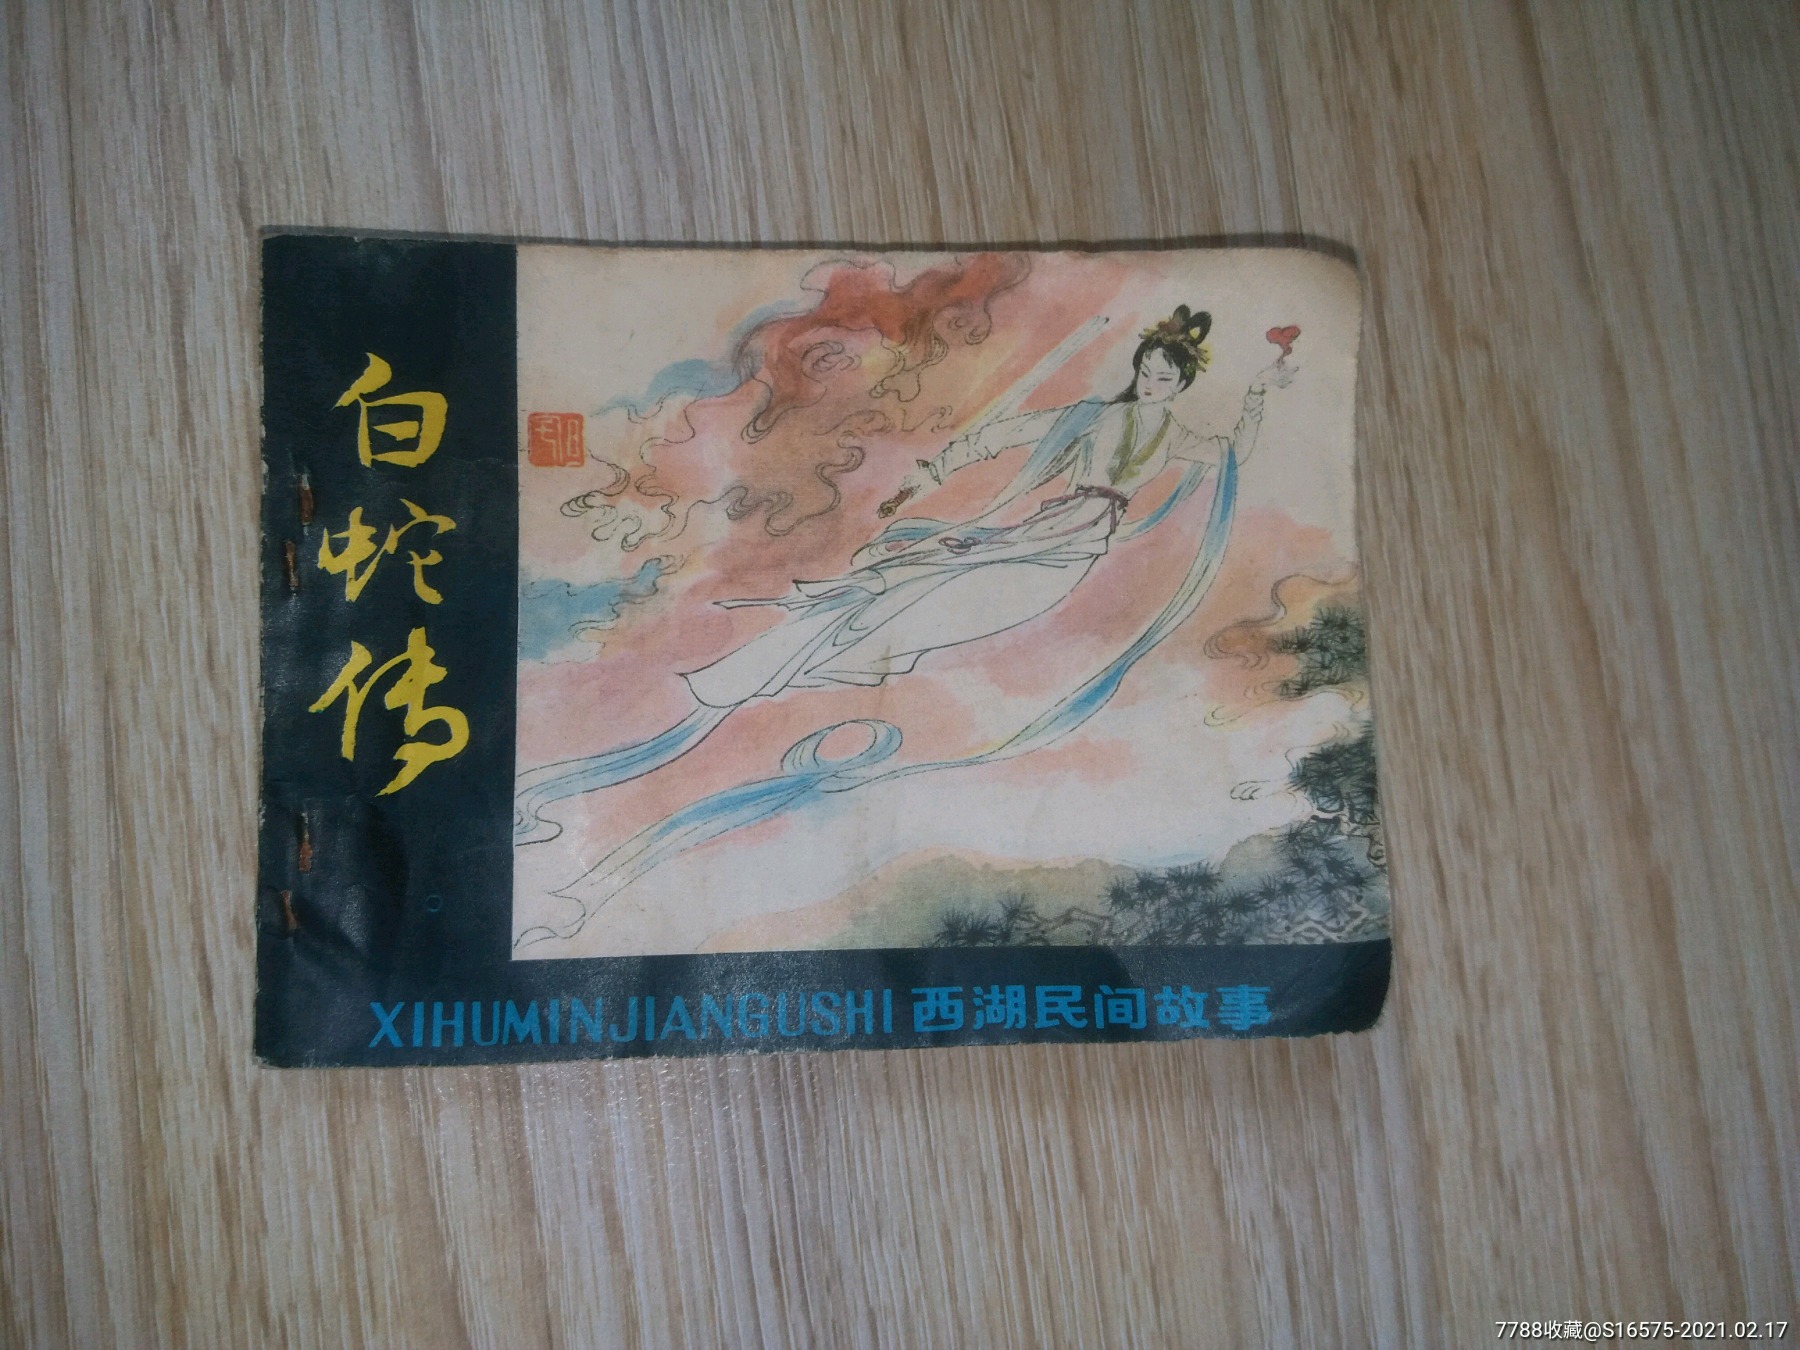 白蛇传
XIHUMINJIANGUSHI 西湖民间故事
7788收藏@S16575-2021.02.17